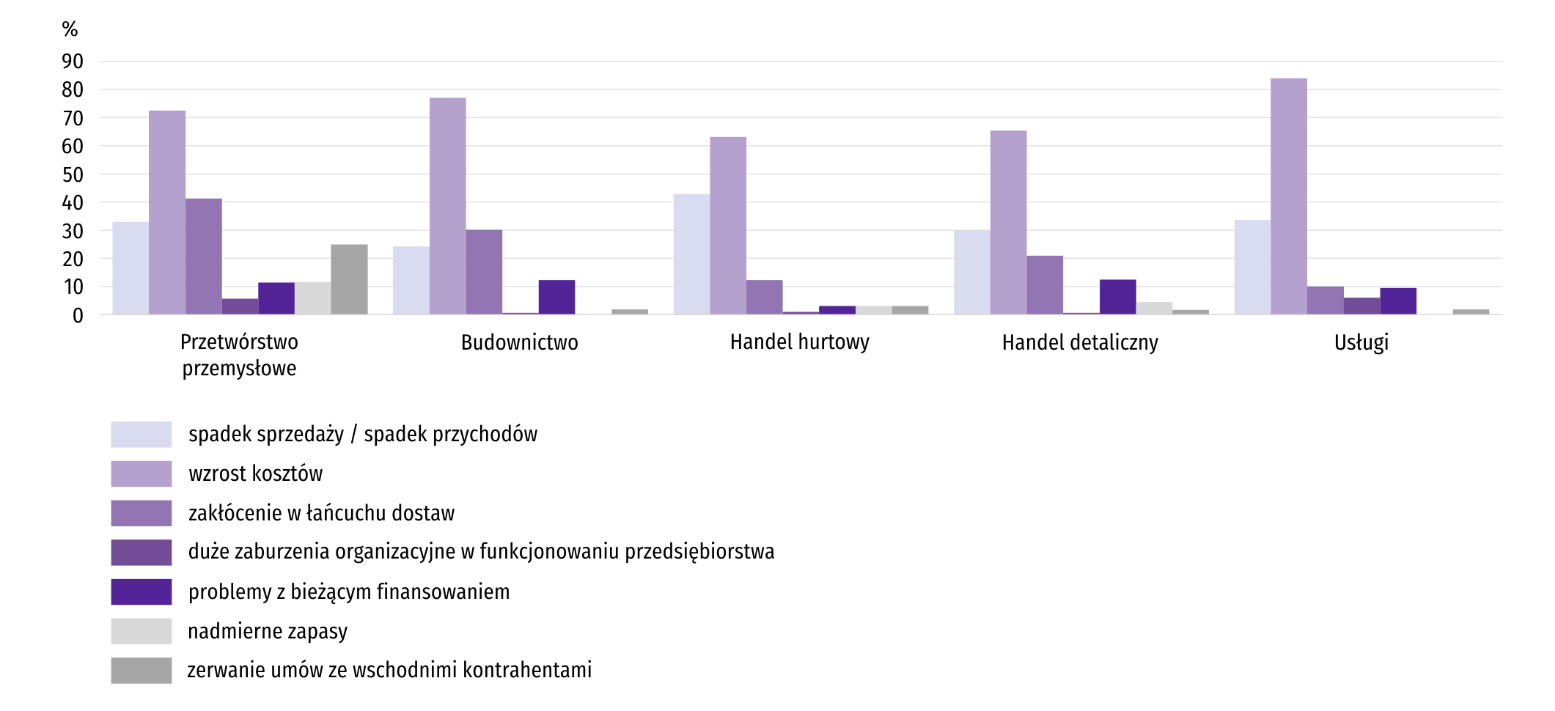 %
90
80
70
60
50
40
30
20
10
0
Przetwórstwo
przemysłowe
Budownictwo
Handel hurtowy
Handel detaliczny
Usługi
spadek sprzedaży / spadek przychodów
wzrost kosztów
zakłócenie w łańcuchu dostaw
duże zaburzenia organizacyjne w funkcjonowaniu przedsiębiorstwa
problemy z bieżącym finansowaniem
nadmierne zapasy
zerwanie umów ze wschodnimi kontrahentami